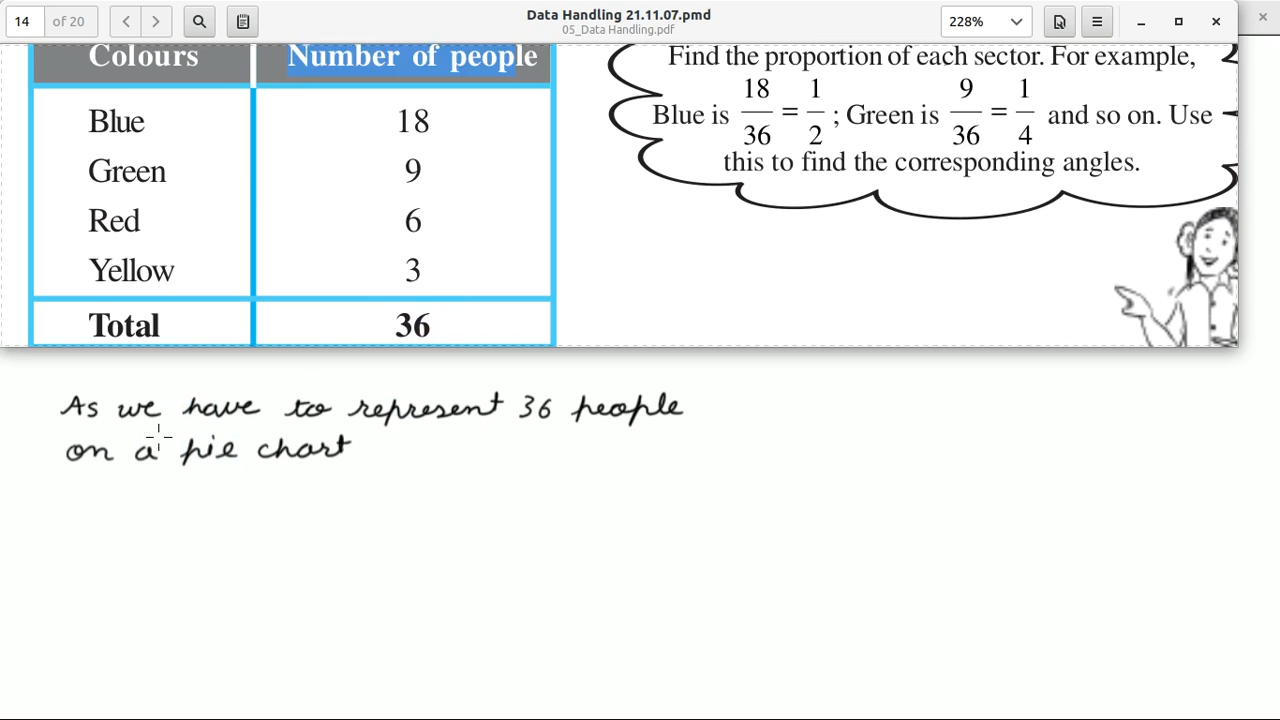 14 of 20
Data Handling 21.11.07.pmd
05_Data Handling.pdf
228%
Colours Number of people
Blue 18
Green 9
Red 6
Yellow 3
Total 36
Find the proportion of each sector. For example,
Blue is 18/36 = 1/2 ; Green is 9/36 = 1/4 and so on. Use
this to find the corresponding angles.
As we have to represent 36 people
on a pie chart